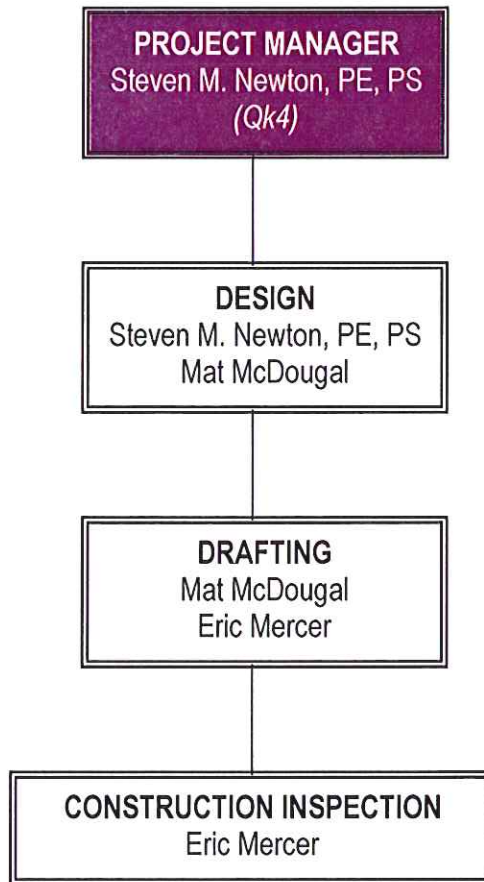 PROJECT MANAGER
Steven M. Newton, PE, PS
(Qk4)
DESIGN
Steven M. Newton, PE, PS
Mat McDougal
DRAFTING
Mat McDougal
Eric Mercer
CONSTRUCTION INSPECTION
Eric Mercer